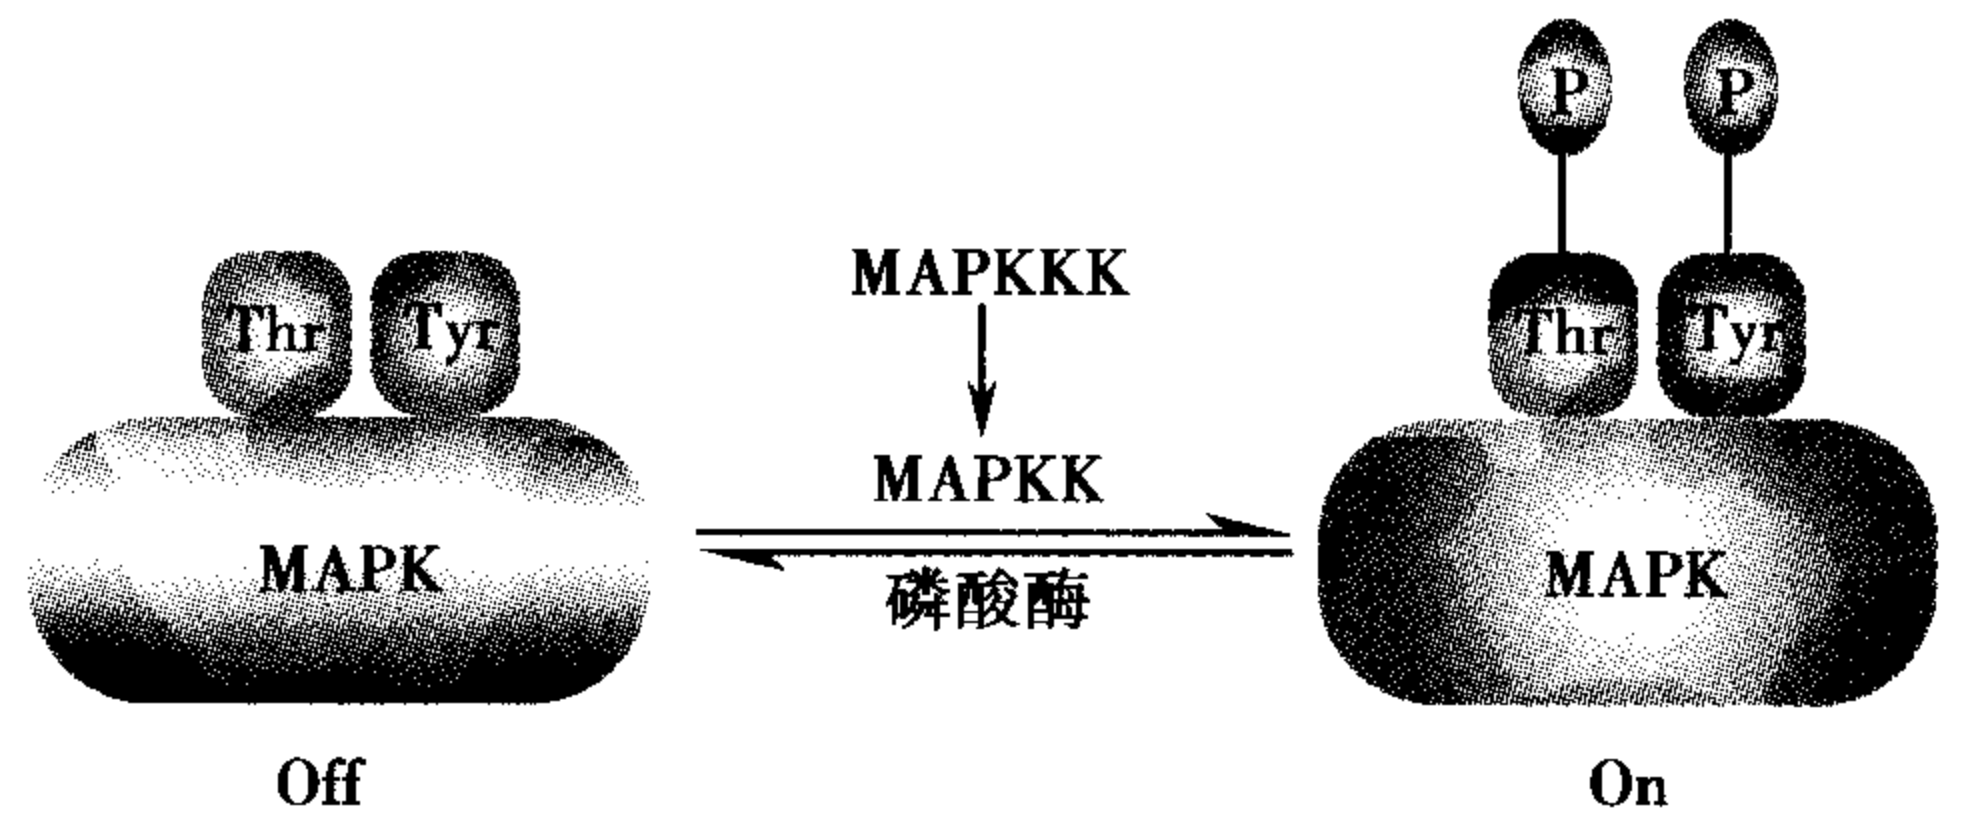 Thr Tyr
MAPK
Off
MAPKKK
MAPKK
磷酸酶
P P
Thr Tyr
MAPK
On